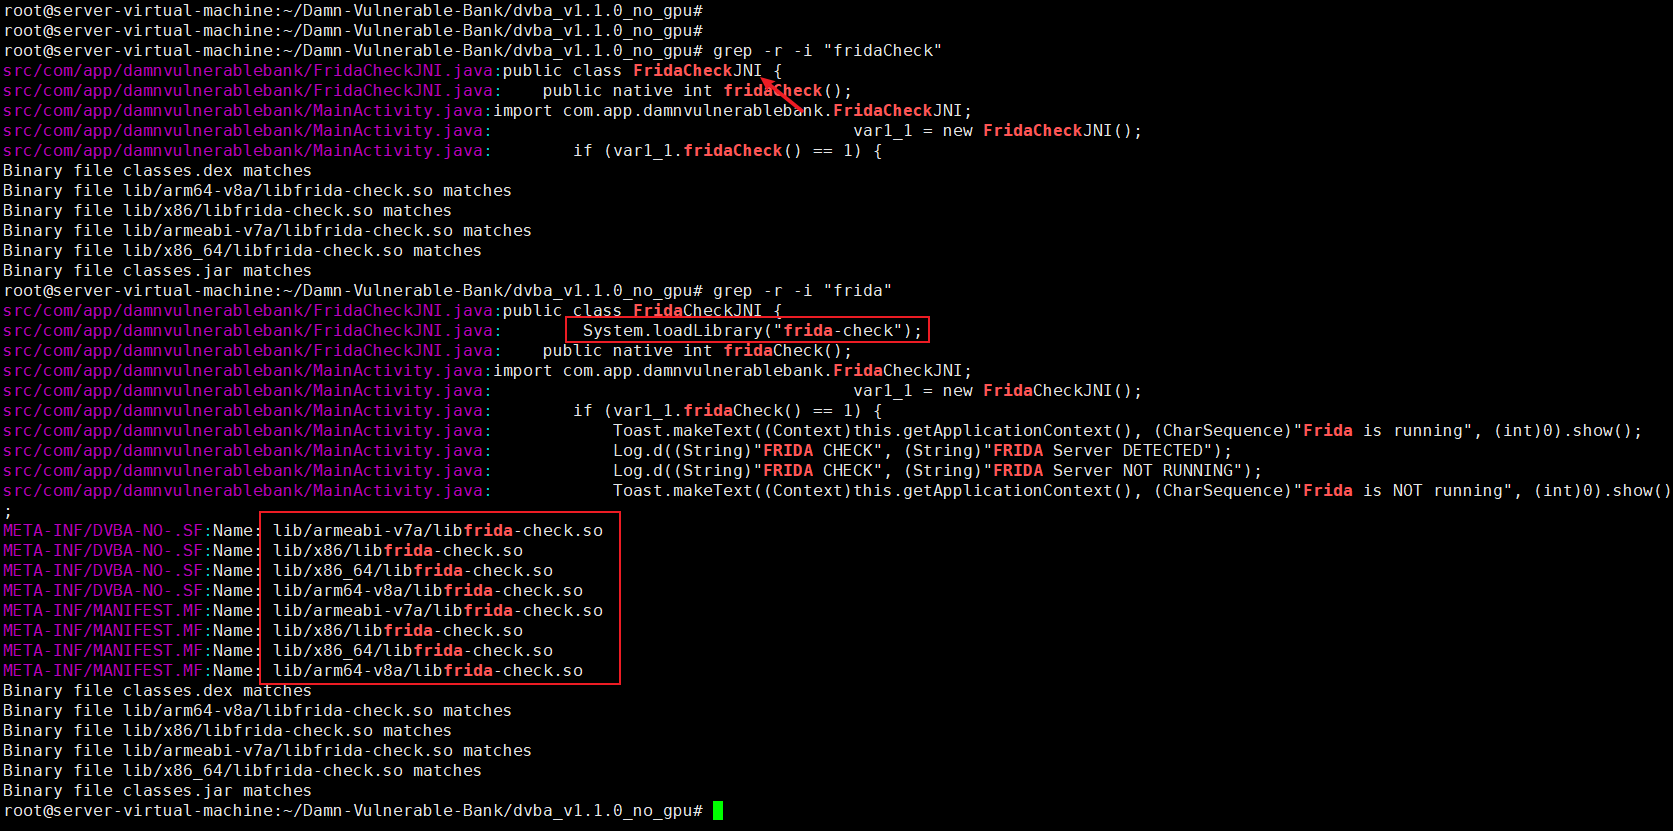 root@server-virtual-machine:~/Damn-Vulnerable-Bank/dvba_v1.1.0_no_gpu#
root@server-virtual-machine:~/Damn-Vulnerable-Bank/dvba_v1.1.0_no_gpu#
root@server-virtual-machine:~/Damn-Vulnerable-Bank/dvba_v1.1.0_no_gpu# grep -r -i "fridaCheck"
src/com/app/damnvulnerablebank/FridaCheckJNI.java:public class FridaCheckJNI {
src/com/app/damnvulnerablebank/FridaCheckJNI.java:    public native int fridaCheck();
src/com/app/damnvulnerablebank/MainActivity.java:import com.app.damnvulnerablebank.FridaCheckJNI;
src/com/app/damnvulnerablebank/MainActivity.java:                                    var1_1 = new FridaCheckJNI();
src/com/app/damnvulnerablebank/MainActivity.java:        if (var1_1.fridaCheck() == 1) {
Binary file classes.dex matches
Binary file lib/arm64-v8a/libfrida-check.so matches
Binary file lib/x86/libfrida-check.so matches
Binary file lib/armeabi-v7a/libfrida-check.so matches
Binary file lib/x86_64/libfrida-check.so matches
Binary file classes.jar matches
root@server-virtual-machine:~/Damn-Vulnerable-Bank/dvba_v1.1.0_no_gpu# grep -r -i "frida"
src/com/app/damnvulnerablebank/FridaCheckJNI.java:public class FridaCheckJNI {
src/com/app/damnvulnerablebank/FridaCheckJNI.java:        System.loadLibrary("frida-check");
src/com/app/damnvulnerablebank/FridaCheckJNI.java:    public native int fridaCheck();
src/com/app/damnvulnerablebank/MainActivity.java:import com.app.damnvulnerablebank.FridaCheckJNI;
src/com/app/damnvulnerablebank/MainActivity.java:                                    var1_1 = new FridaCheckJNI();
src/com/app/damnvulnerablebank/MainActivity.java:        if (var1_1.fridaCheck() == 1) {
src/com/app/damnvulnerablebank/MainActivity.java:            Toast.makeText((Context)this.getApplicationContext(), (CharSequence)"Frida is running", (int)0).show();
src/com/app/damnvulnerablebank/MainActivity.java:            Log.d((String)"FRIDA CHECK", (String)"FRIDA Server DETECTED");
src/com/app/damnvulnerablebank/MainActivity.java:            Log.d((String)"FRIDA CHECK", (String)"FRIDA Server NOT RUNNING");
src/com/app/damnvulnerablebank/MainActivity.java:            Toast.makeText((Context)this.getApplicationContext(), (CharSequence)"Frida is NOT running", (int)0).show()
;
META-INF/DVBA-NO-.SF:Name: lib/armeabi-v7a/libfrida-check.so
META-INF/DVBA-NO-.SF:Name: lib/x86/libfrida-check.so
META-INF/DVBA-NO-.SF:Name: lib/x86_64/libfrida-check.so
META-INF/DVBA-NO-.SF:Name: lib/arm64-v8a/libfrida-check.so
META-INF/MANIFEST.MF:Name: lib/armeabi-v7a/libfrida-check.so
META-INF/MANIFEST.MF:Name: lib/x86/libfrida-check.so
META-INF/MANIFEST.MF:Name: lib/x86_64/libfrida-check.so
META-INF/MANIFEST.MF:Name: lib/arm64-v8a/libfrida-check.so
Binary file classes.dex matches
Binary file lib/arm64-v8a/libfrida-check.so matches
Binary file lib/x86/libfrida-check.so matches
Binary file lib/armeabi-v7a/libfrida-check.so matches
Binary file lib/x86_64/libfrida-check.so matches
Binary file classes.jar matches
root@server-virtual-machine:~/Damn-Vulnerable-Bank/dvba_v1.1.0_no_gpu#